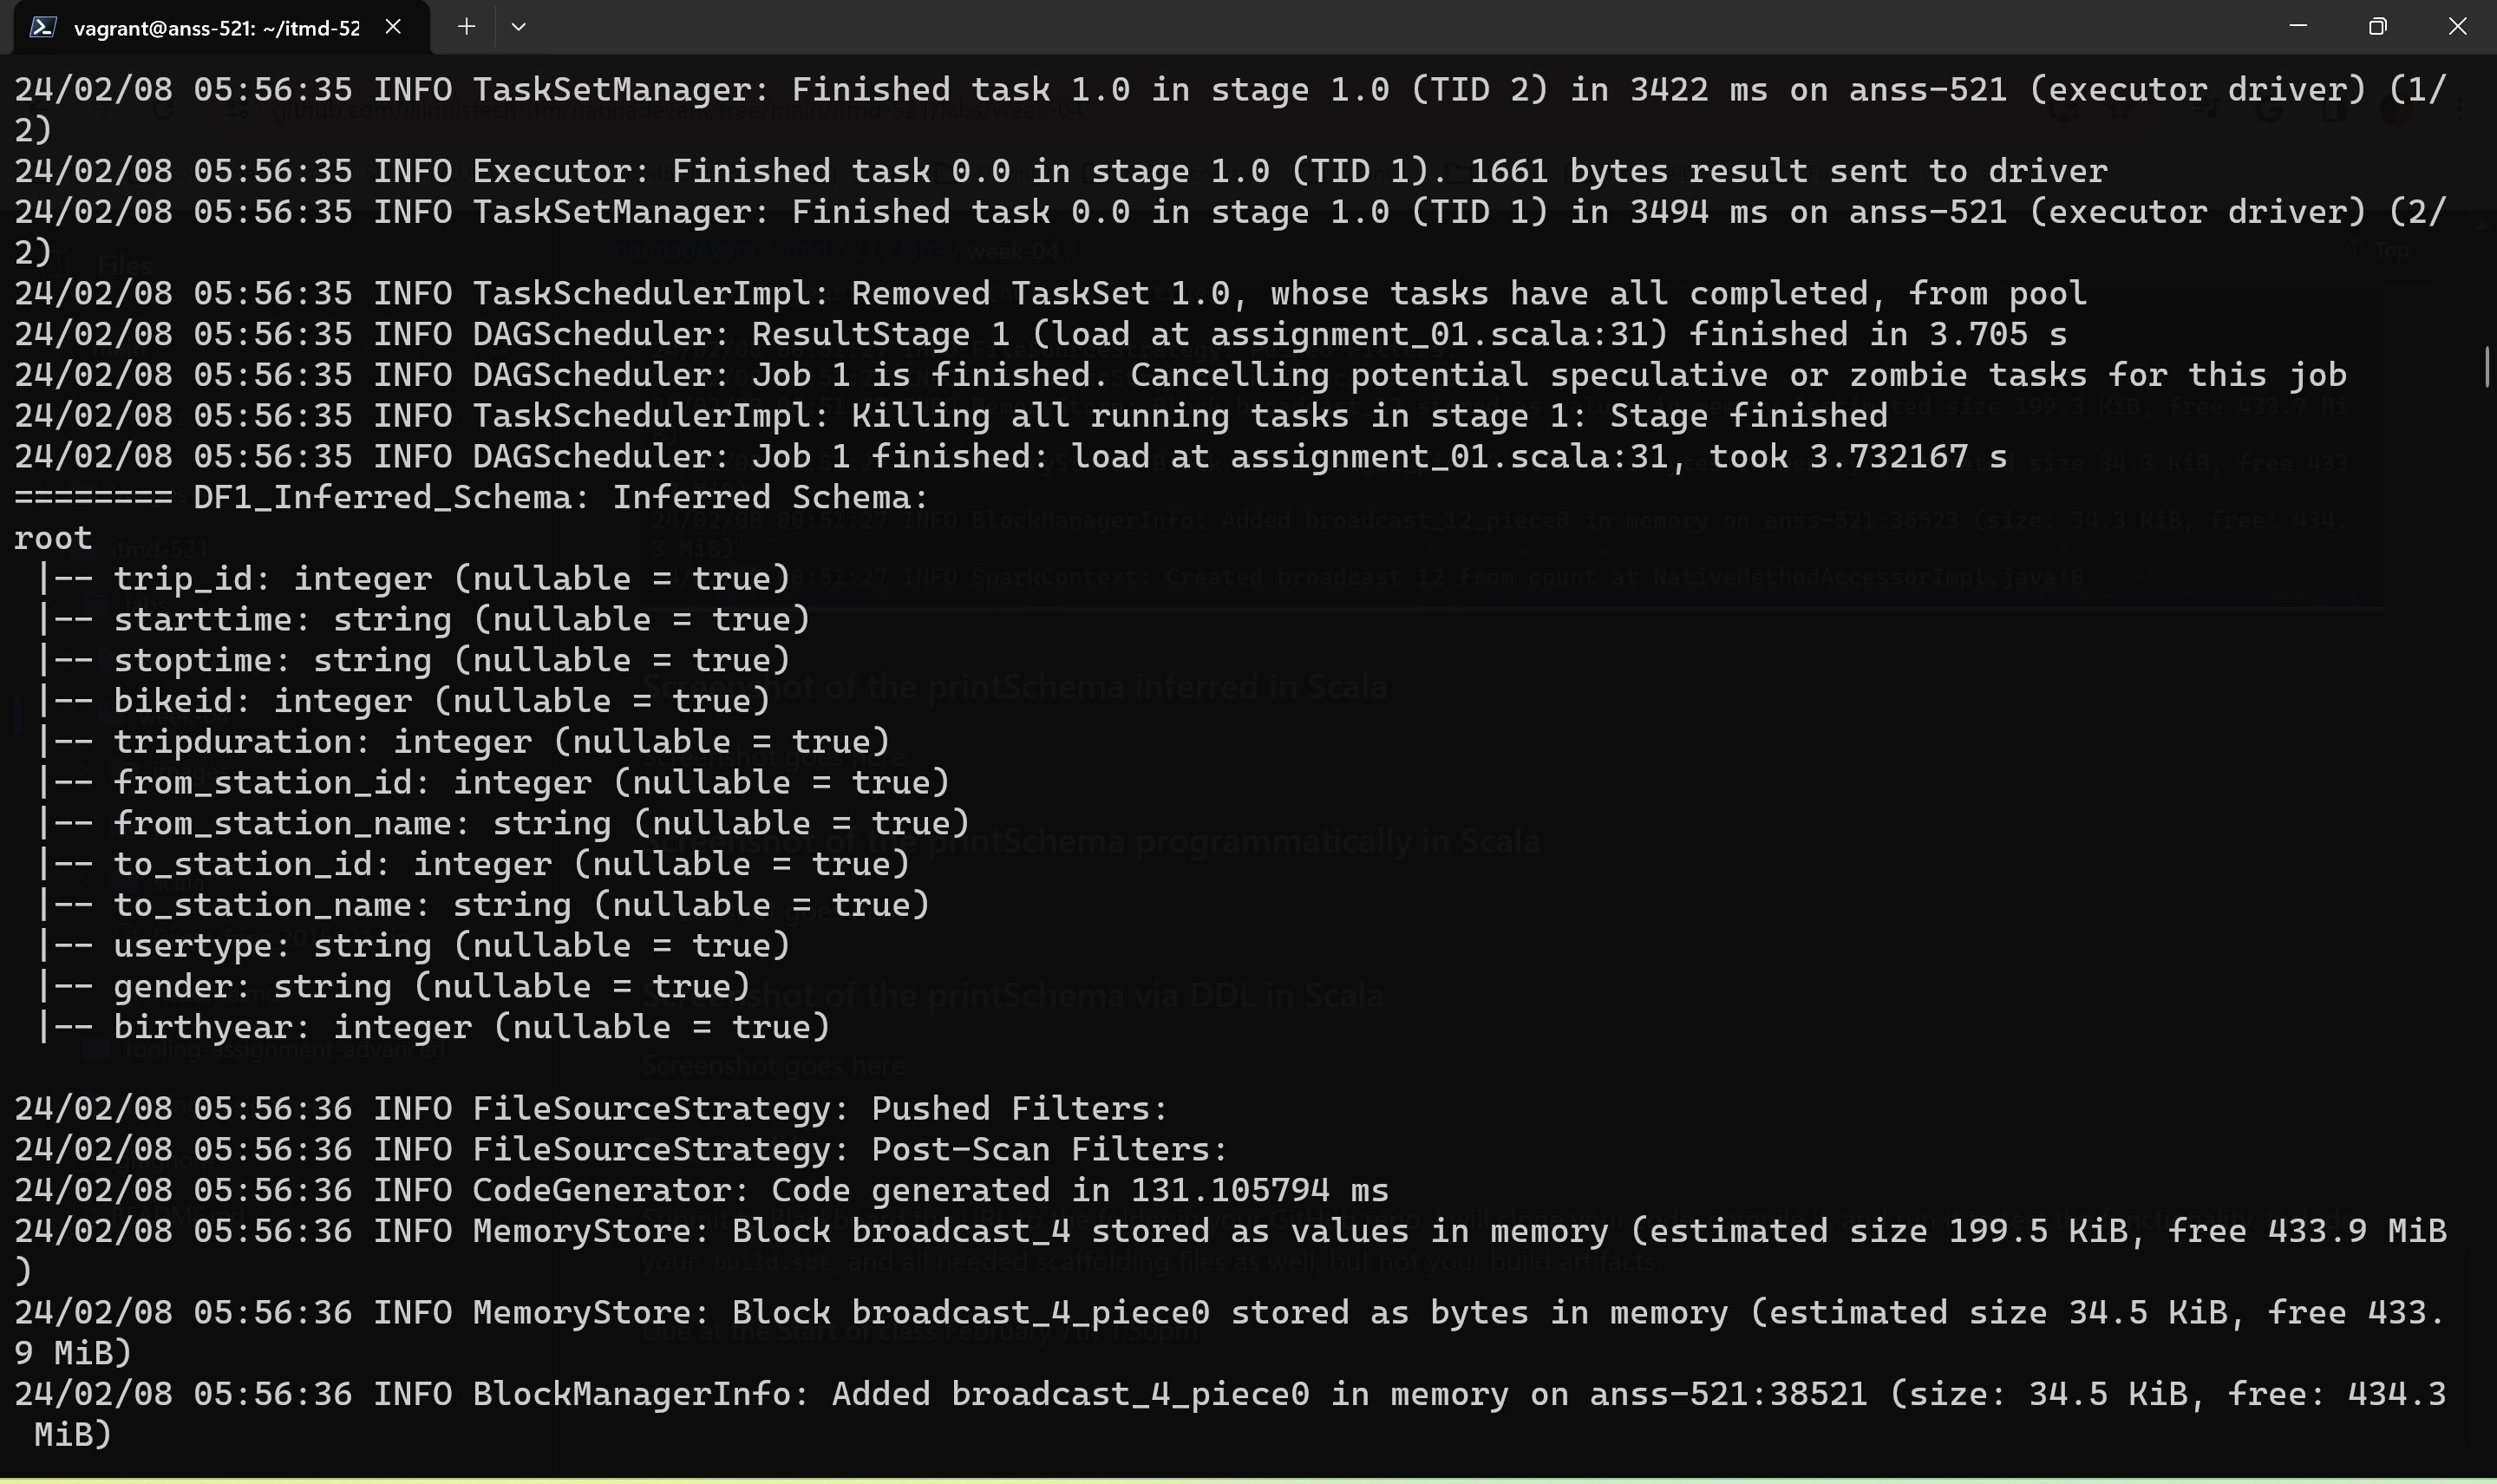 vagrant@anss-521: ~/itmd-52
24/02/08 05:56:35 INFO TaskSetManager: Finished task 1.0 in stage 1.0 (TID 2) in 3422 ms on anss-521 (executor driver) (1/
2)
24/02/08 05:56:35 INFO Executor: Finished task 0.0 in stage 1.0 (TID 1). 1661 bytes result sent to driver
24/02/08 05:56:35 INFO TaskSetManager: Finished task 0.0 in stage 1.0 (TID 1) in 3494 ms on anss-521 (executor driver) (2/
2)
24/02/08 05:56:35 INFO TaskSchedulerImpl: Removed TaskSet 1.0, whose tasks have all completed, from pool
24/02/08 05:56:35 INFO DAGScheduler: ResultStage 1 (load at assignment_01.scala:31) finished in 3.705 s
24/02/08 05:56:35 INFO DAGScheduler: Job 1 is finished. Cancelling potential speculative or zombie tasks for this job
24/02/08 05:56:35 INFO TaskSchedulerImpl: Killing all running tasks in stage 1: Stage finished
24/02/08 05:56:35 INFO DAGScheduler: Job 1 finished: load at assignment_01.scala:31, took 3.732167 s
======== DF1_Inferred_Schema: Inferred Schema:
root
 |-- trip_id: integer (nullable = true)
 |-- starttime: string (nullable = true)
 |-- stoptime: string (nullable = true)
 |-- bikeid: integer (nullable = true)
 |-- tripduration: integer (nullable = true)
 |-- from_station_id: integer (nullable = true)
 |-- from_station_name: string (nullable = true)
 |-- to_station_id: integer (nullable = true)
 |-- to_station_name: string (nullable = true)
 |-- usertype: string (nullable = true)
 |-- gender: string (nullable = true)
 |-- birthyear: integer (nullable = true)
24/02/08 05:56:36 INFO FileSourceStrategy: Pushed Filters:
24/02/08 05:56:36 INFO FileSourceStrategy: Post-Scan Filters:
24/02/08 05:56:36 INFO CodeGenerator: Code generated in 131.105794 ms
24/02/08 05:56:36 INFO MemoryStore: Block broadcast_4 stored as values in memory (estimated size 199.5 KiB, free 433.9 MiB
)
24/02/08 05:56:36 INFO MemoryStore: Block broadcast_4_piece0 stored as bytes in memory (estimated size 34.5 KiB, free 433.
9 MiB)
24/02/08 05:56:36 INFO BlockManagerInfo: Added broadcast_4_piece0 in memory on anss-521:38521 (size: 34.5 KiB, free: 434.3
 MiB)